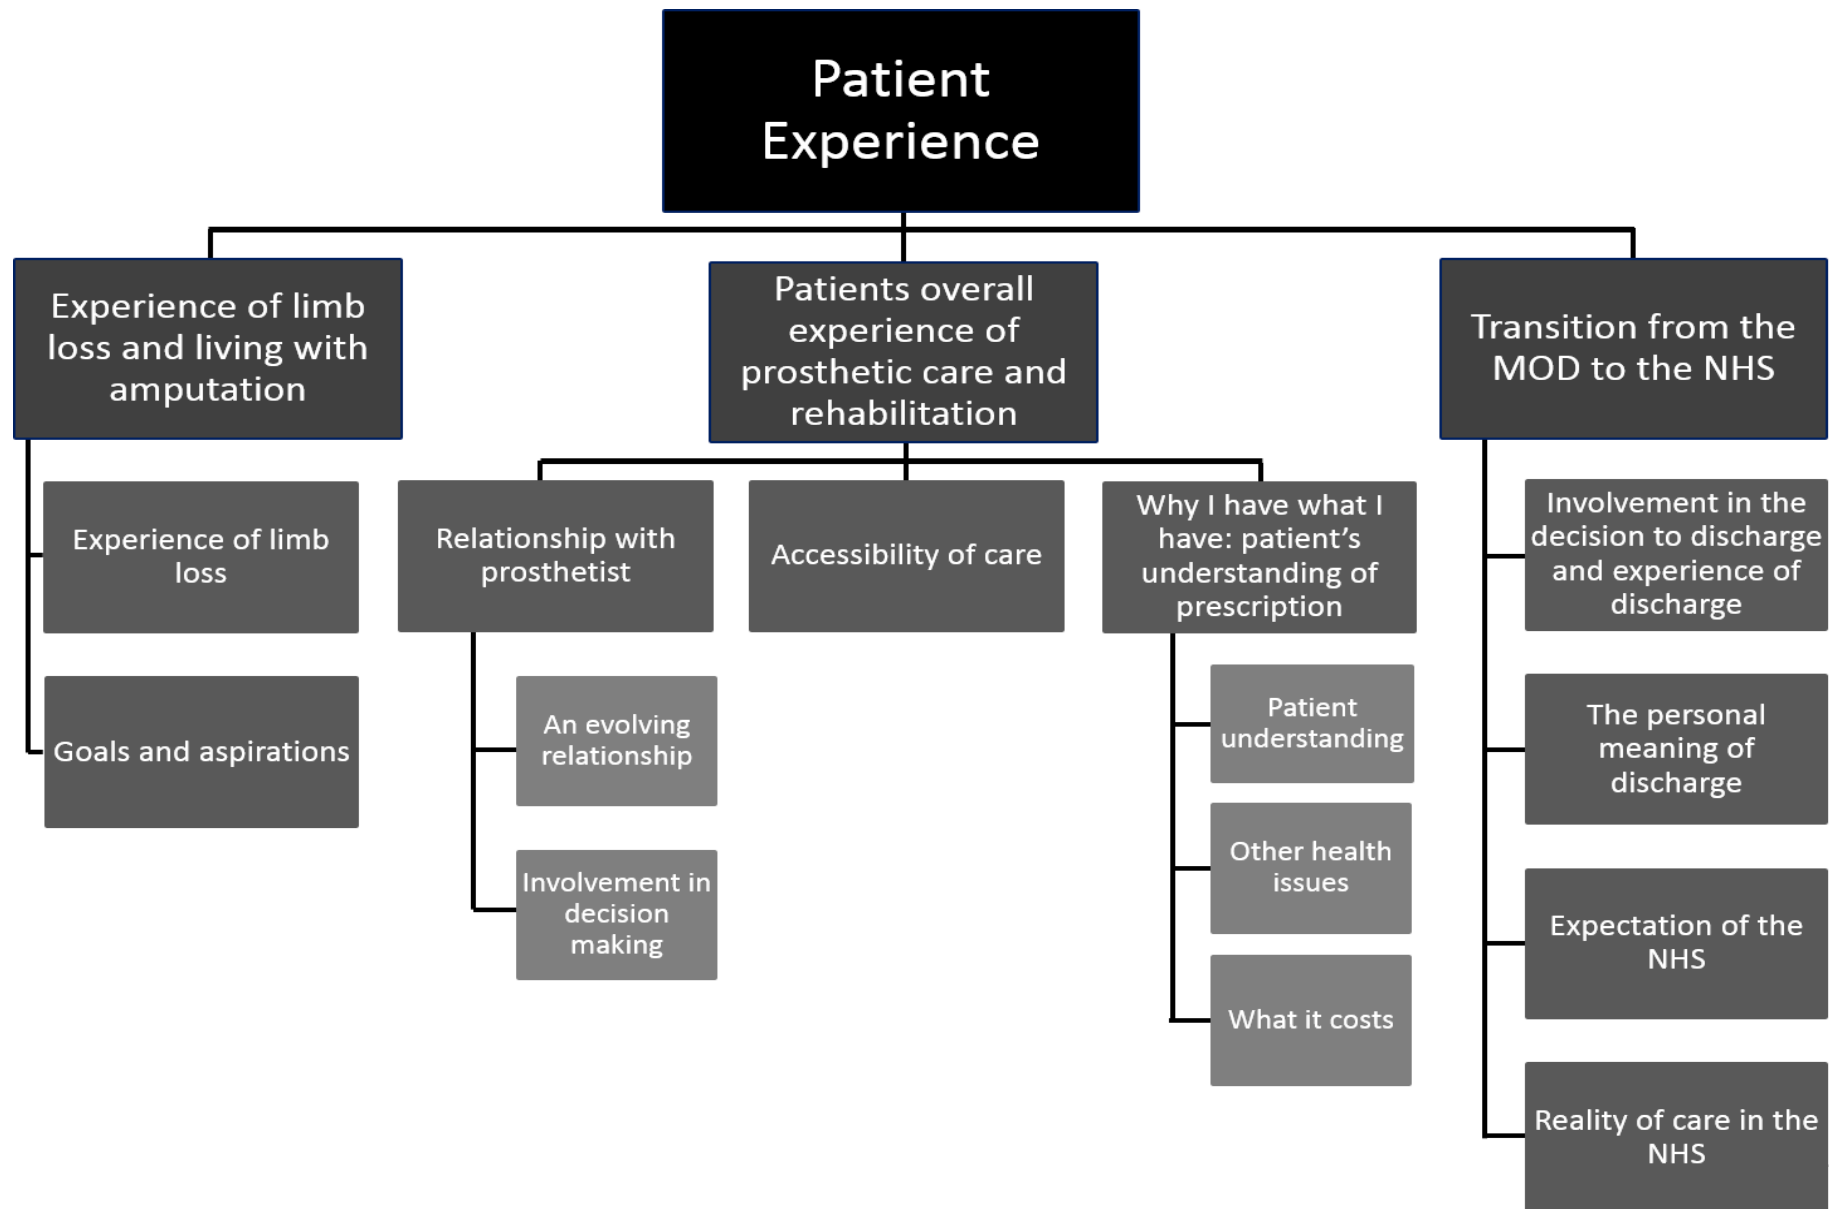 Patient
Experience
Experience of limb
loss and living with
amputation
Patients overall
experience of
prosthetic care and
rehabilitation
Transition from the
MOD to the NHS
Experience of limb
loss
Goals and aspirations
Relationship with
prosthetist
An evolving
relationship
Involvement in
decision
making
Accessibility of care
Why I have what I
have: patient’s
understanding of
prescription
Patient
understanding
Other health
issues
What it costs
Involvement in the
decision to discharge
and experience of
discharge
The personal
meaning of
discharge
Expectation of the
NHS
Reality of care in the
NHS